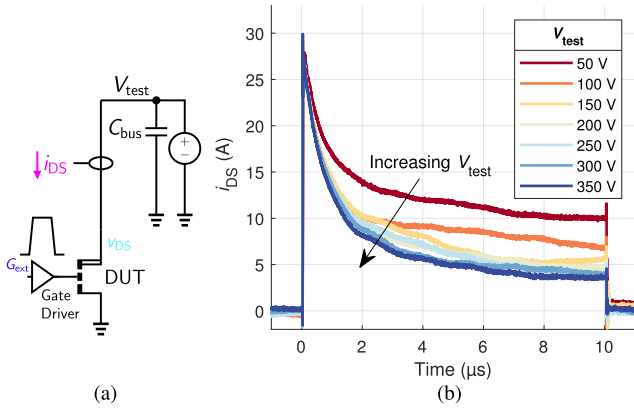 V_test
C_bus
+
−
i_DS
v_DS
G_ext
DUT
Gate
Driver
(a)
i_DS (A)
30
25
20
15
10
5
0
0
2
4
6
8
10
Time (μs)
Increasing V_test
V_test
50 V
100 V
150 V
200 V
250 V
300 V
350 V
(b)